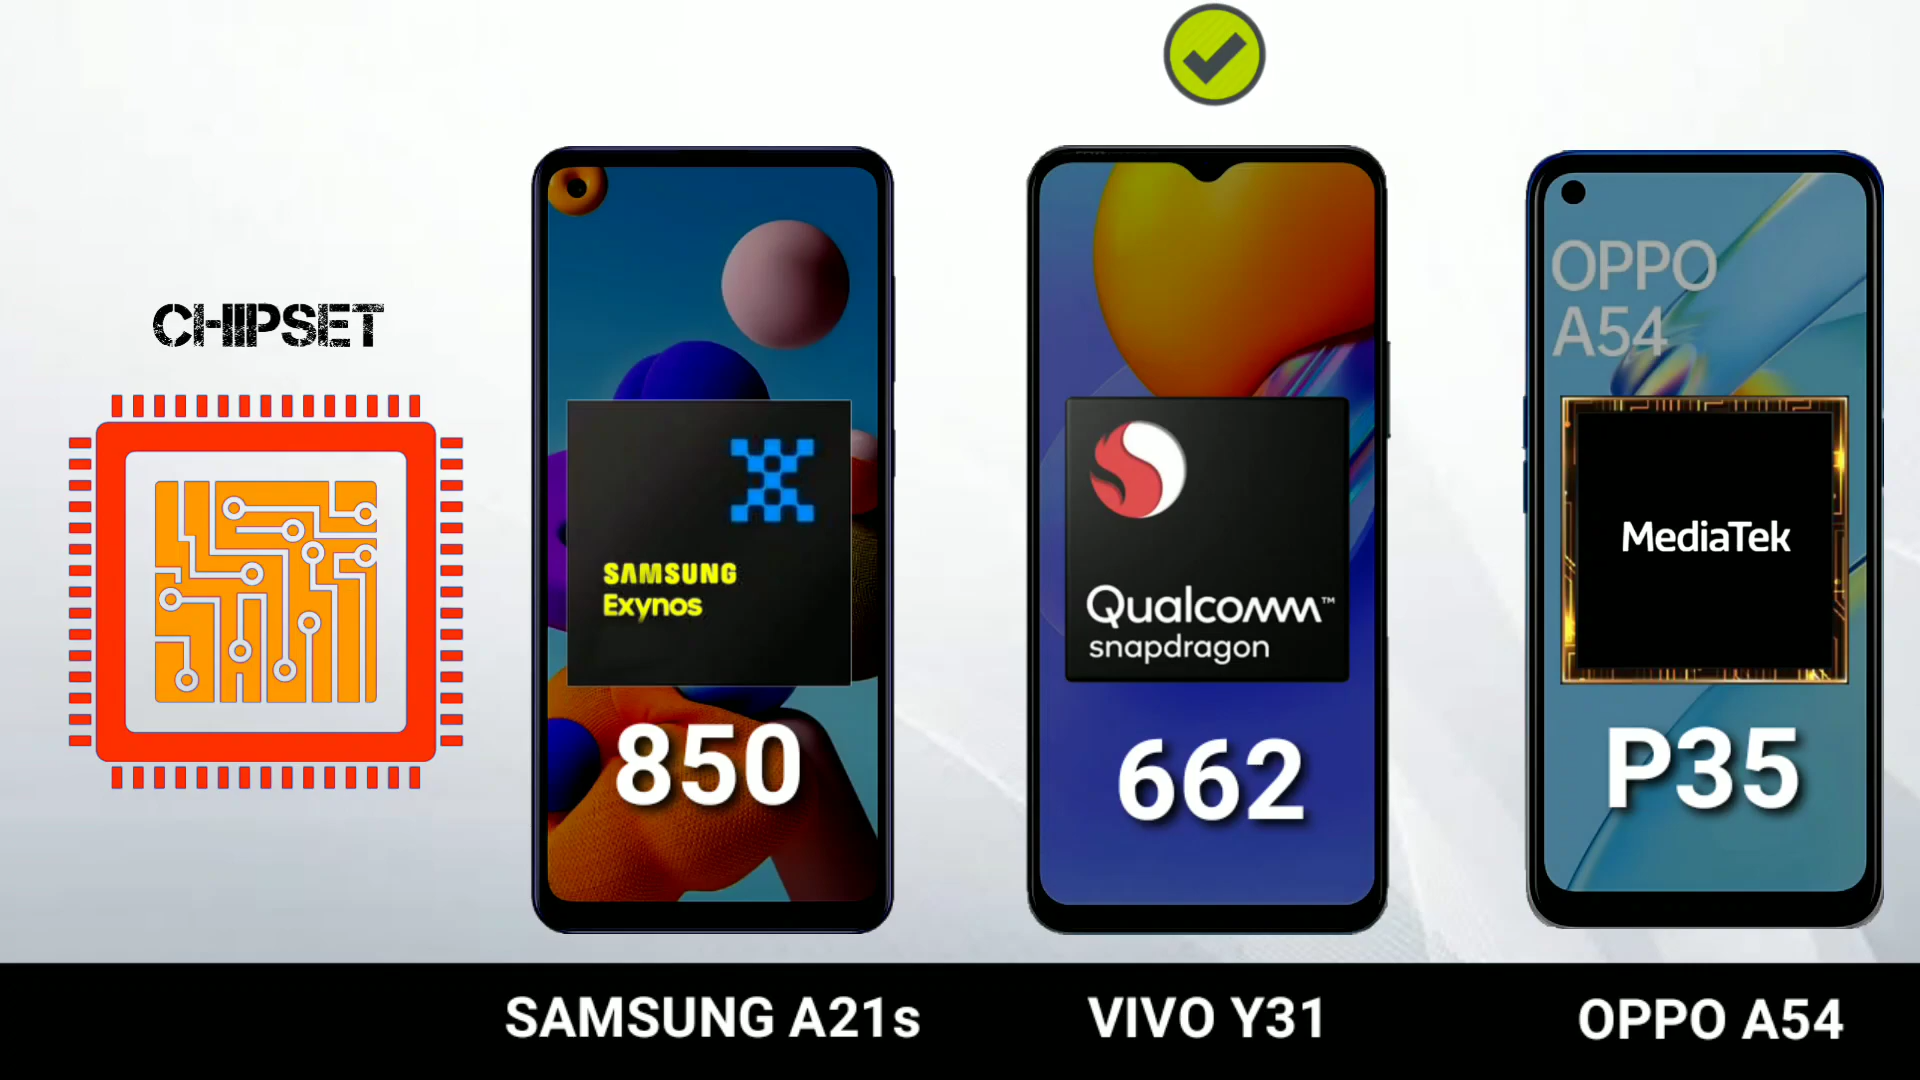 CHIPSET
SAMSUNG
Exynos
850
Qualcomm™
snapdragon
662
OPPO
A54
MediaTek
P35
SAMSUNG A21s
VIVO Y31
OPPO A54